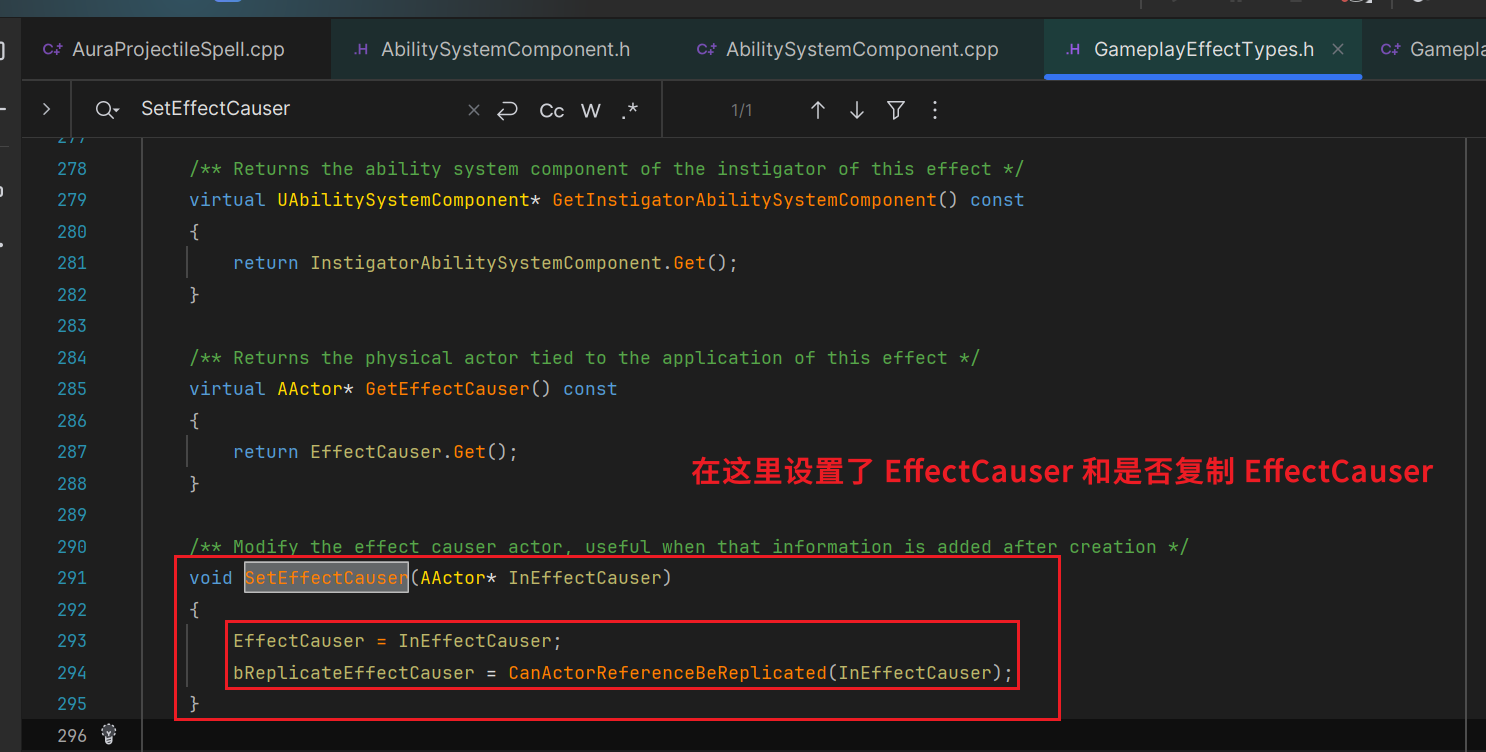 C+ AuraProjectileSpell.cpp
.H AbilitySystemComponent.h
C+ AbilitySystemComponent.cpp
.H GameplayEffectTypes.h
C+
SetEffectCauser
Cc W .*
1/1
278 /** Returns the ability system component of the instigator of this effect */
279 virtual UAbilitySystemComponent* GetInstigatorAbilitySystemComponent() const
280 {
281 return InstigatorAbilitySystemComponent.Get();
282 }
283
284 /** Returns the physical actor tied to the application of this effect */
285 virtual AActor* GetEffectCauser() const
286 {
287 return EffectCauser.Get();
在这里设置了 EffectCauser 和是否复制 EffectCauser
288 }
289
290 /** Modify the effect causer actor, useful when that information is added after creation */
291 void SetEffectCauser(AActor* InEffectCauser)
292 {
293 EffectCauser = InEffectCauser;
294 bReplicateEffectCauser = CanActorReferenceBeReplicated(InEffectCauser);
295 }
296